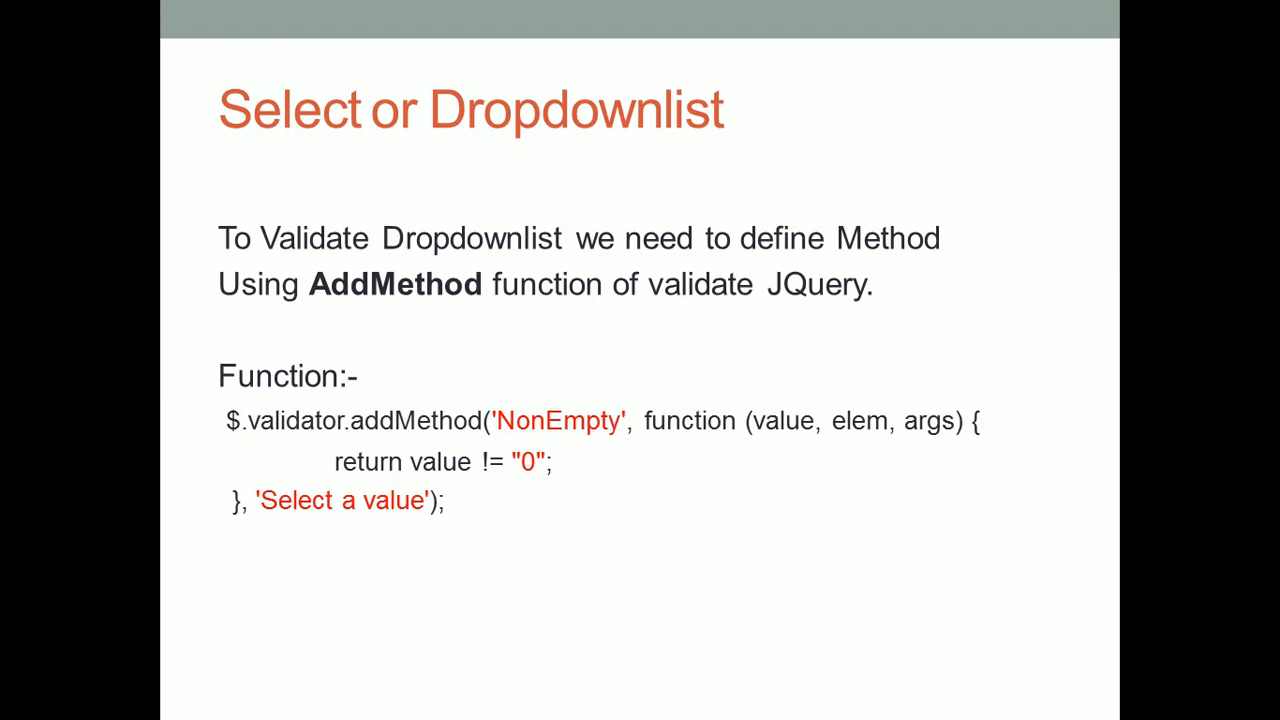 Select or Dropdownlist
To Validate Dropdownlist we need to define Method
Using AddMethod function of validate JQuery.
Function:-
$.validator.addMethod('NonEmpty', function (value, elem, args) {
return value != "0";
}, 'Select a value');